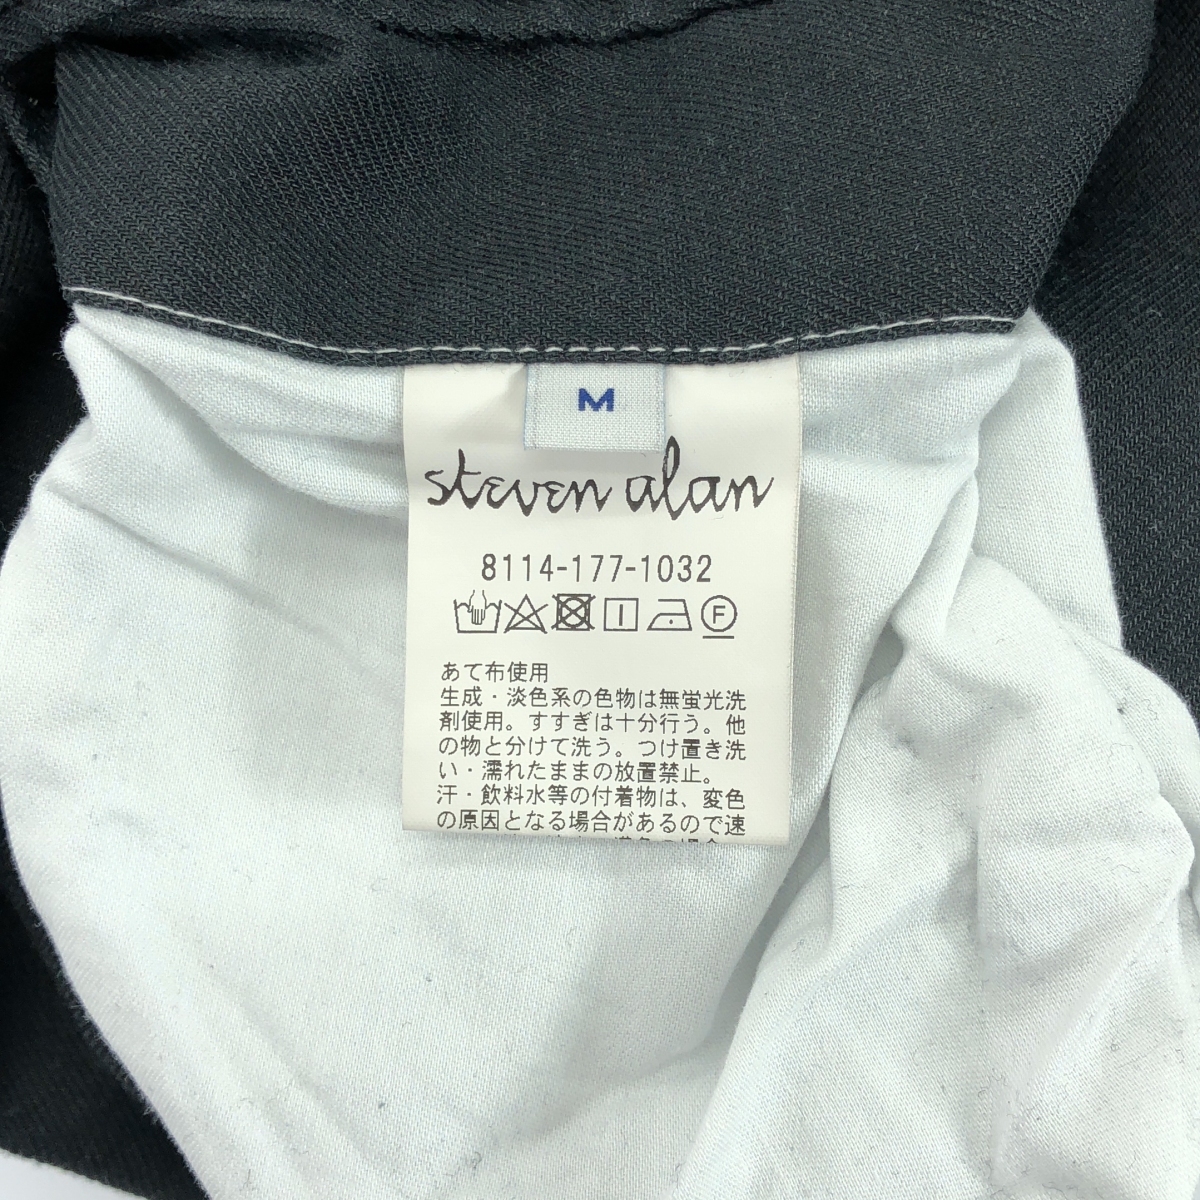 M
steven alan
8114-177-1032
F
あて布使用
生成・淡色系の色物は無蛍光洗
剤使用。すすぎは十分行う。他
の物と分けて洗う。つけ置き洗
い・濡れたままの放置禁止。
汗・飲料水等の付着物は、変色
の原因となる場合があるので速